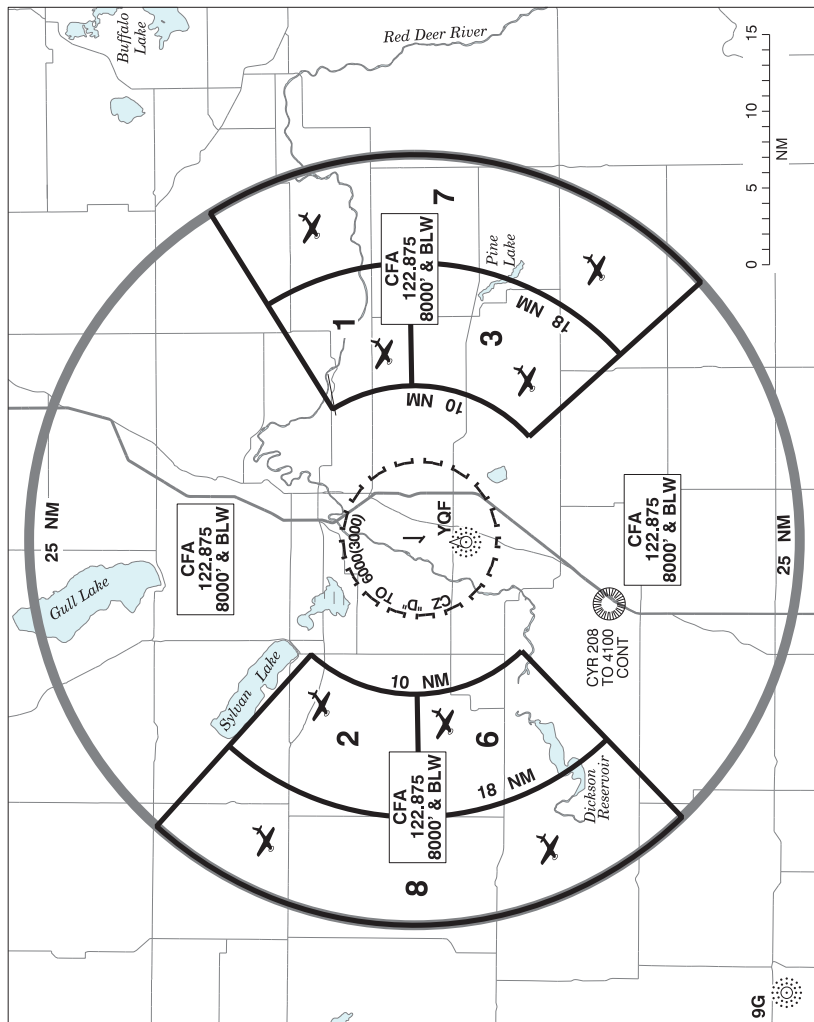 Buffalo
Lake
Red Deer River
15
10
5
0
NM
7
CFA
122.875
8000' & BLW
Pine
Lake
18 NM
1
3
10 NM
25 NM
CFA
122.875
8000' & BLW
Gull Lake
CZ "D" TO 6000(3000)
YQF
CFA
122.875
8000' & BLW
25 NM
CYR 208
TO 4100
CONT
Sylvan Lake
10 NM
2
6
CFA
122.875
8000' & BLW
18 NM
Dickson
Reservoir
8
9G